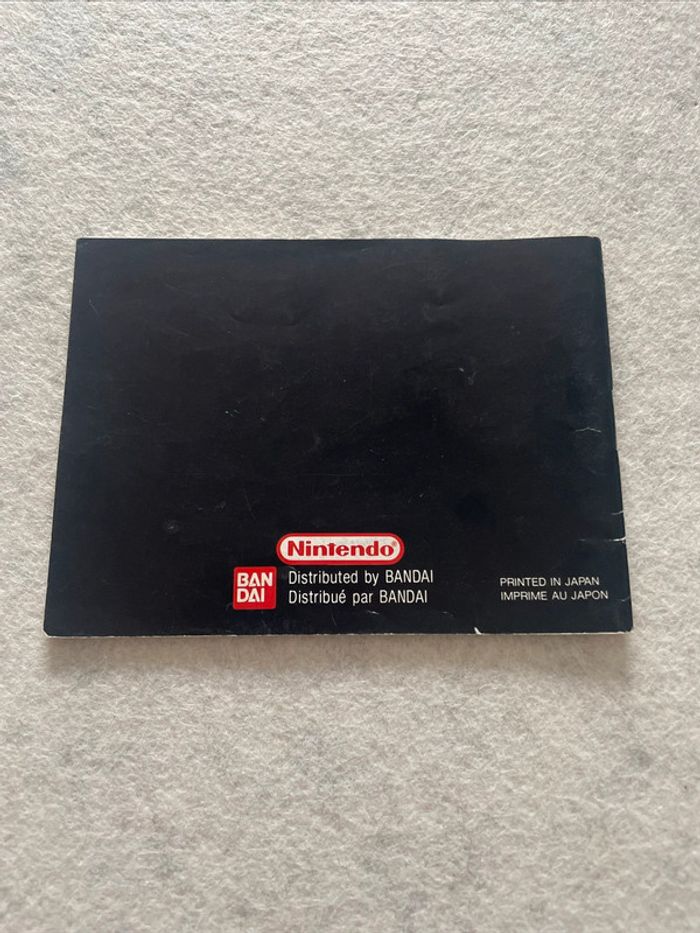 Nintendo®
BAN
DAI
Distributed by BANDAI
Distribué par BANDAI
PRINTED IN JAPAN
IMPRIME AU JAPON